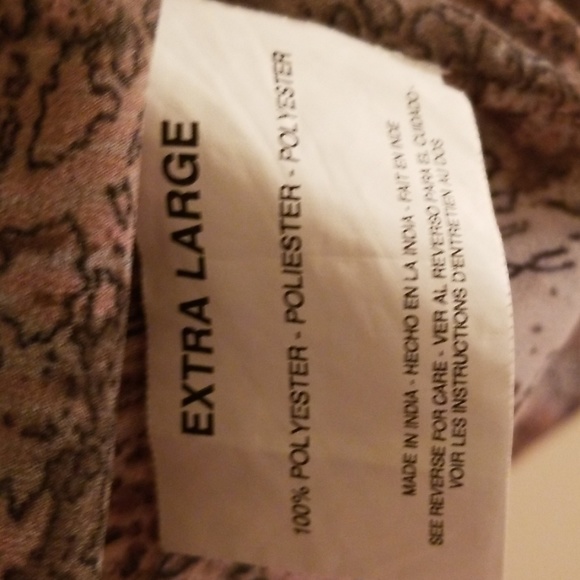 EXTRA LARGE
100% POLYESTER - POLIESTER - POLYESTER
MADE IN INDIA - HECHO EN LA INDIA - FAIT EN INDE
SEE REVERSE FOR CARE - VER AL REVERSO PARA EL CUIDADO -
VOIR LES INSTRUCTIONS D'ENTRETIEN AU DOS